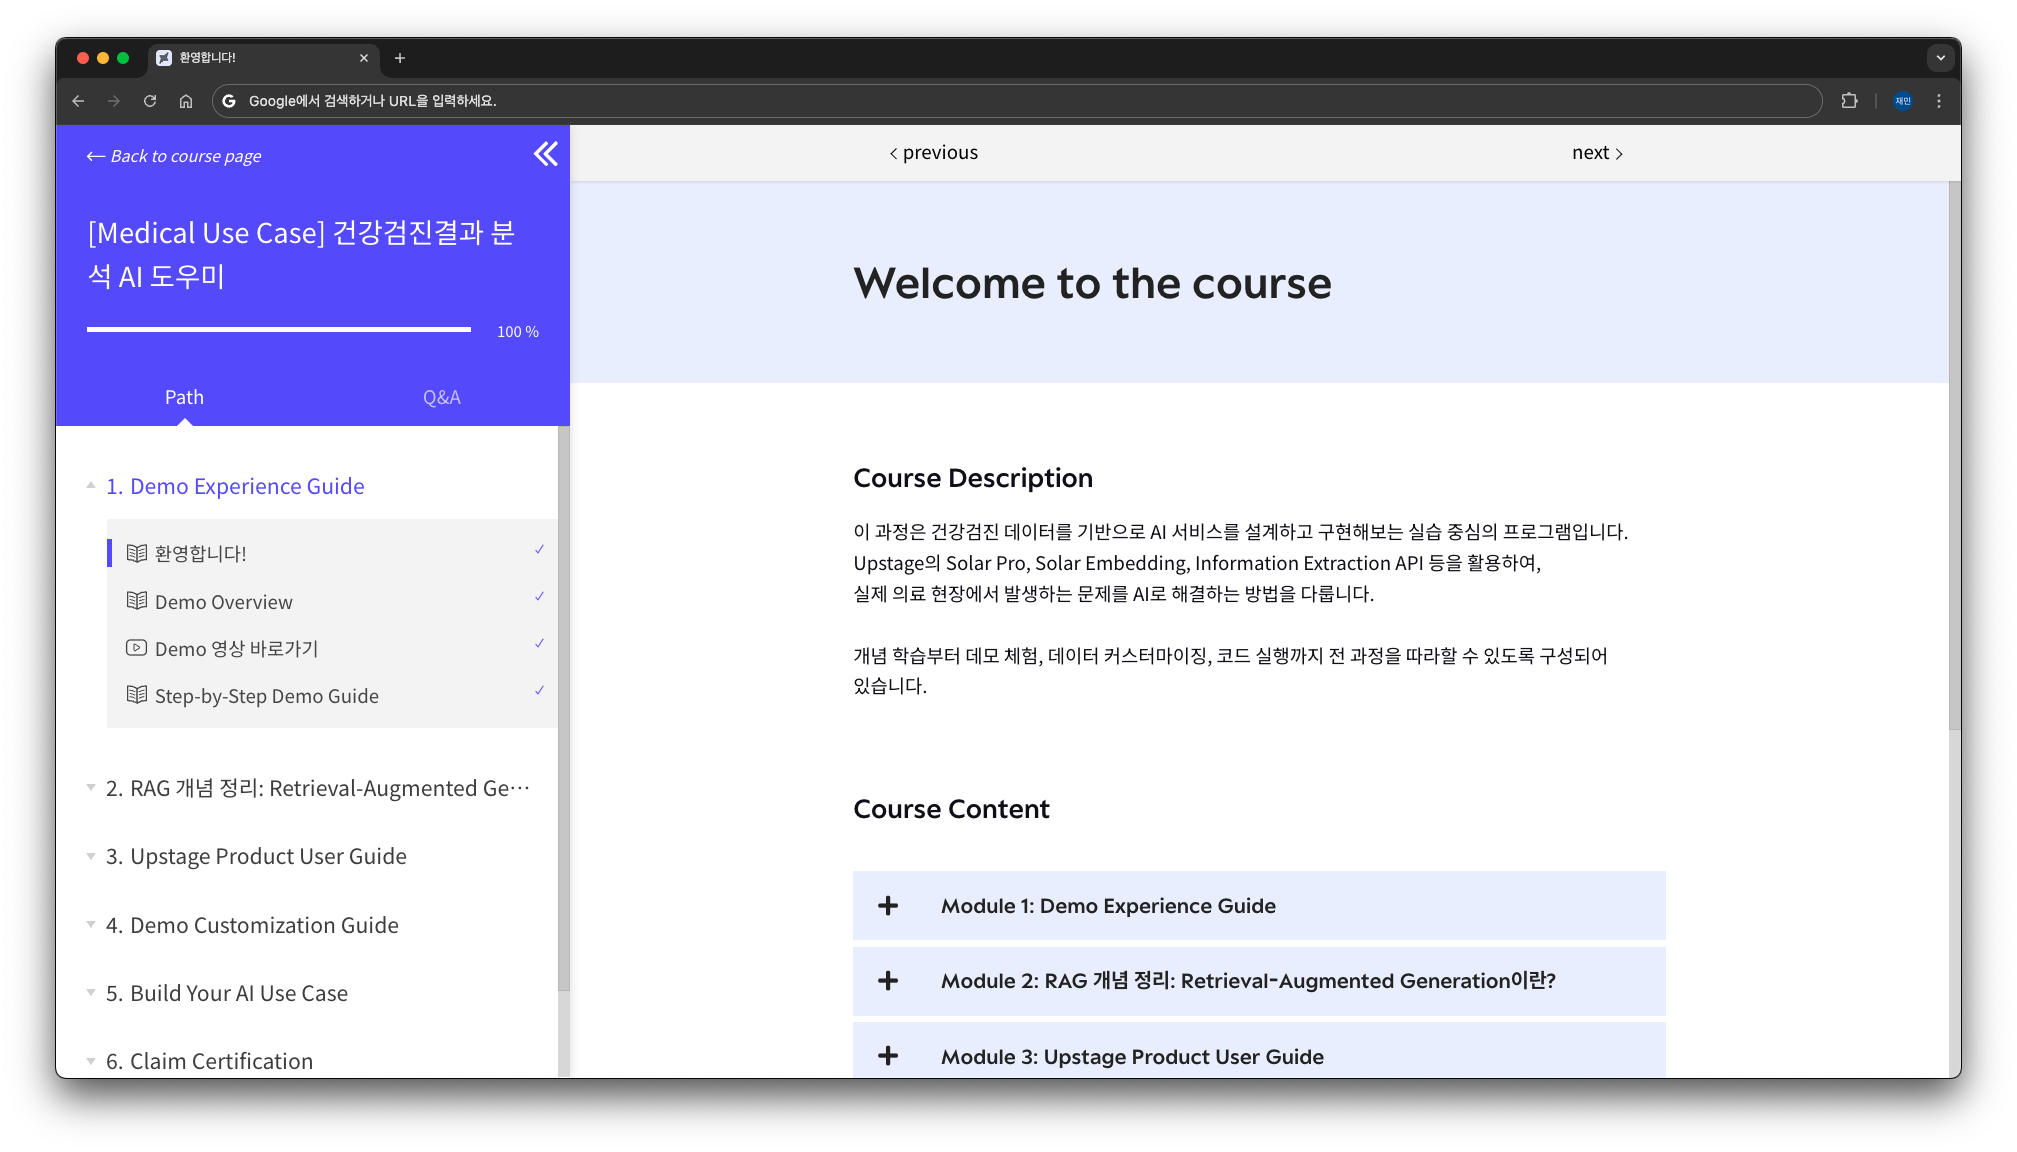 환영합니다!
Google에서 검색하거나 URL을 입력하세요.
재민
← Back to course page
[Medical Use Case] 건강검진결과 분
석 AI 도우미
100 %
Path
Q&A
1. Demo Experience Guide
환영합니다!
Demo Overview
Demo 영상 바로가기
Step-by-Step Demo Guide
2. RAG 개념 정리: Retrieval-Augmented Ge…
3. Upstage Product User Guide
4. Demo Customization Guide
5. Build Your AI Use Case
6. Claim Certification
< previous
next >
Welcome to the course
Course Description
이 과정은 건강검진 데이터를 기반으로 AI 서비스를 설계하고 구현해보는 실습 중심의 프로그램입니다.
Upstage의 Solar Pro, Solar Embedding, Information Extraction API 등을 활용하여,
실제 의료 현장에서 발생하는 문제를 AI로 해결하는 방법을 다룹니다.
개념 학습부터 데모 체험, 데이터 커스터마이징, 코드 실행까지 전 과정을 따라할 수 있도록 구성되어
있습니다.
Course Content
Module 1: Demo Experience Guide
Module 2: RAG 개념 정리: Retrieval-Augmented Generation이란?
Module 3: Upstage Product User Guide